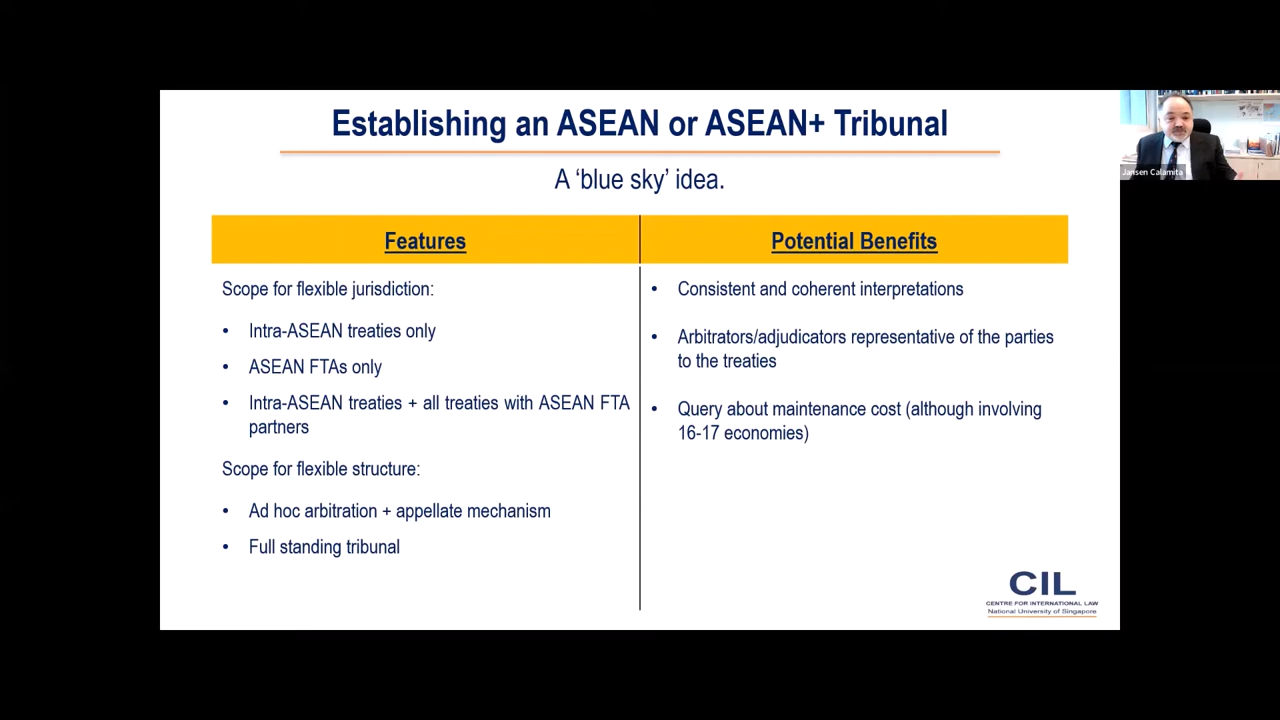 Establishing an ASEAN or ASEAN+ Tribunal
A ‘blue sky’ idea.
Features
Scope for flexible jurisdiction:
• Intra-ASEAN treaties only
• ASEAN FTAs only
• Intra-ASEAN treaties + all treaties with ASEAN FTA
partners
Scope for flexible structure:
• Ad hoc arbitration + appellate mechanism
• Full standing tribunal
Potential Benefits
• Consistent and coherent interpretations
• Arbitrators/adjudicators representative of the parties
to the treaties
• Query about maintenance cost (although involving
16-17 economies)
CIL
CENTRE FOR INTERNATIONAL LAW
National University of Singapore
Jansen Calamita